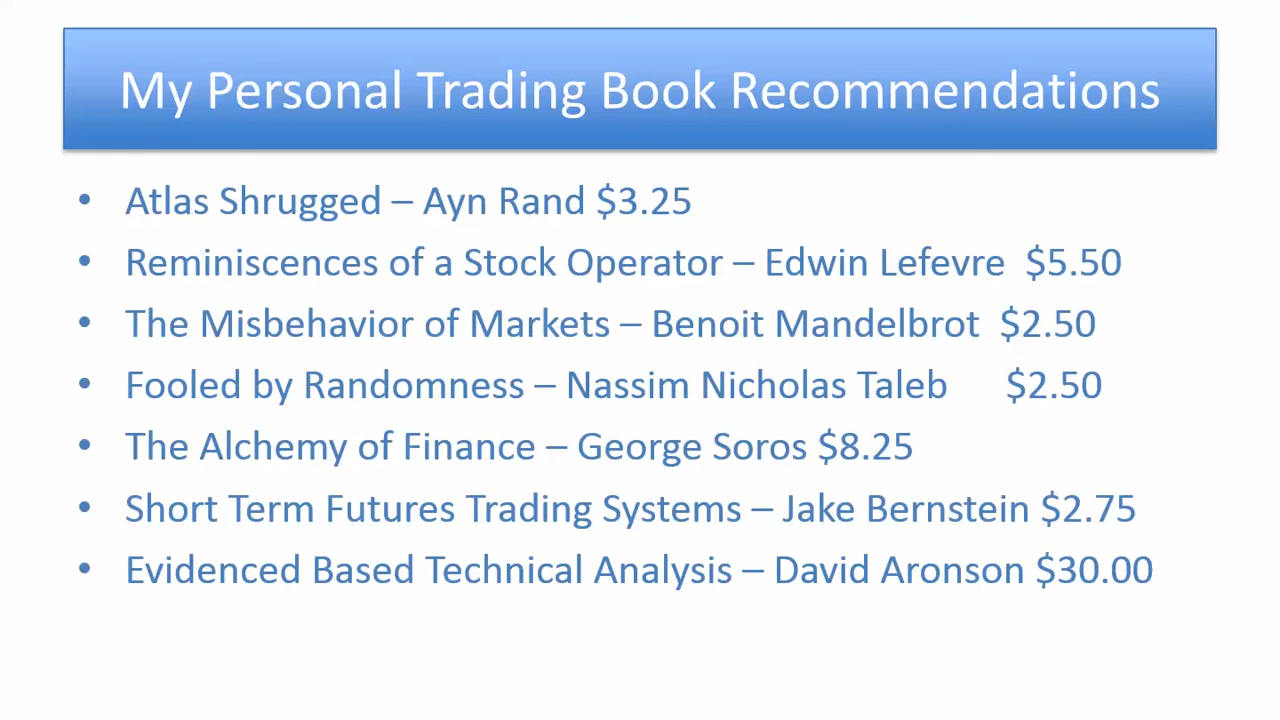 My Personal Trading Book Recommendations
• Atlas Shrugged – Ayn Rand $3.25
• Reminiscences of a Stock Operator – Edwin Lefevre $5.50
• The Misbehavior of Markets – Benoit Mandelbrot $2.50
• Fooled by Randomness – Nassim Nicholas Taleb $2.50
• The Alchemy of Finance – George Soros $8.25
• Short Term Futures Trading Systems – Jake Bernstein $2.75
• Evidenced Based Technical Analysis – David Aronson $30.00